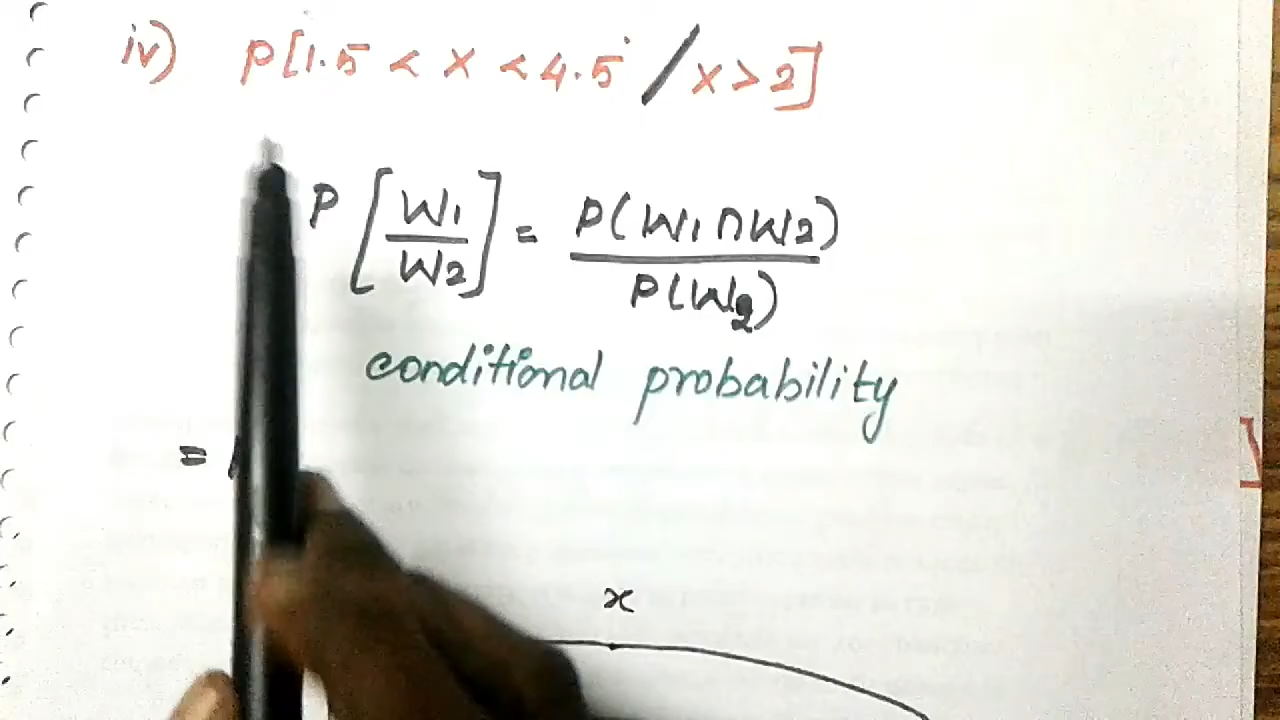 iv) P[1.5 < x < 4.5 / x > 2]
P [W1/W2] = P(W1 ∩ W2)/P(W2)
conditional probability
=
x